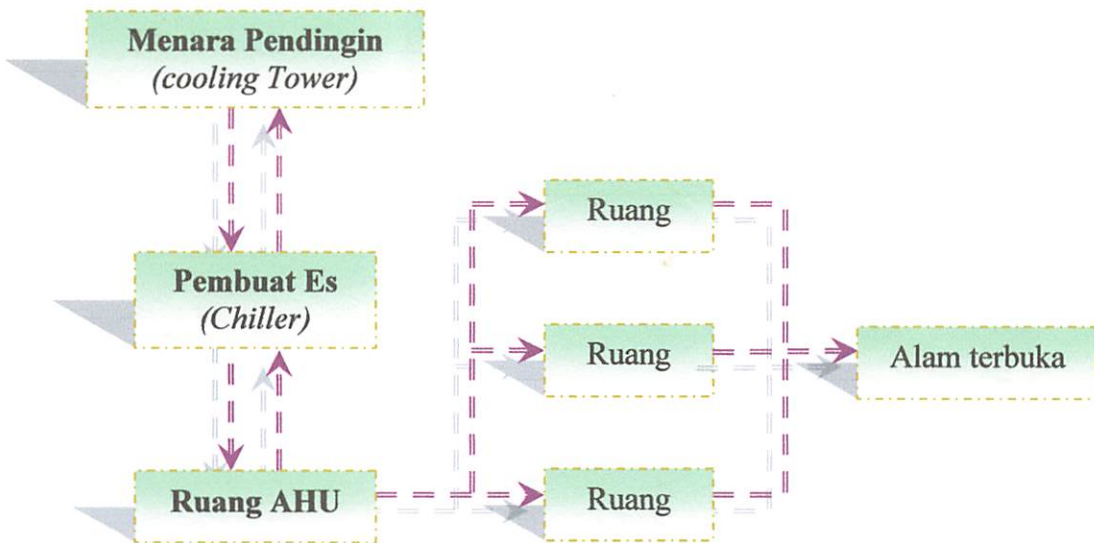 Menara Pendingin
(cooling Tower)
Ruang
Pembuat Es
(Chiller)
Ruang
Alam terbuka
Ruang AHU
Ruang